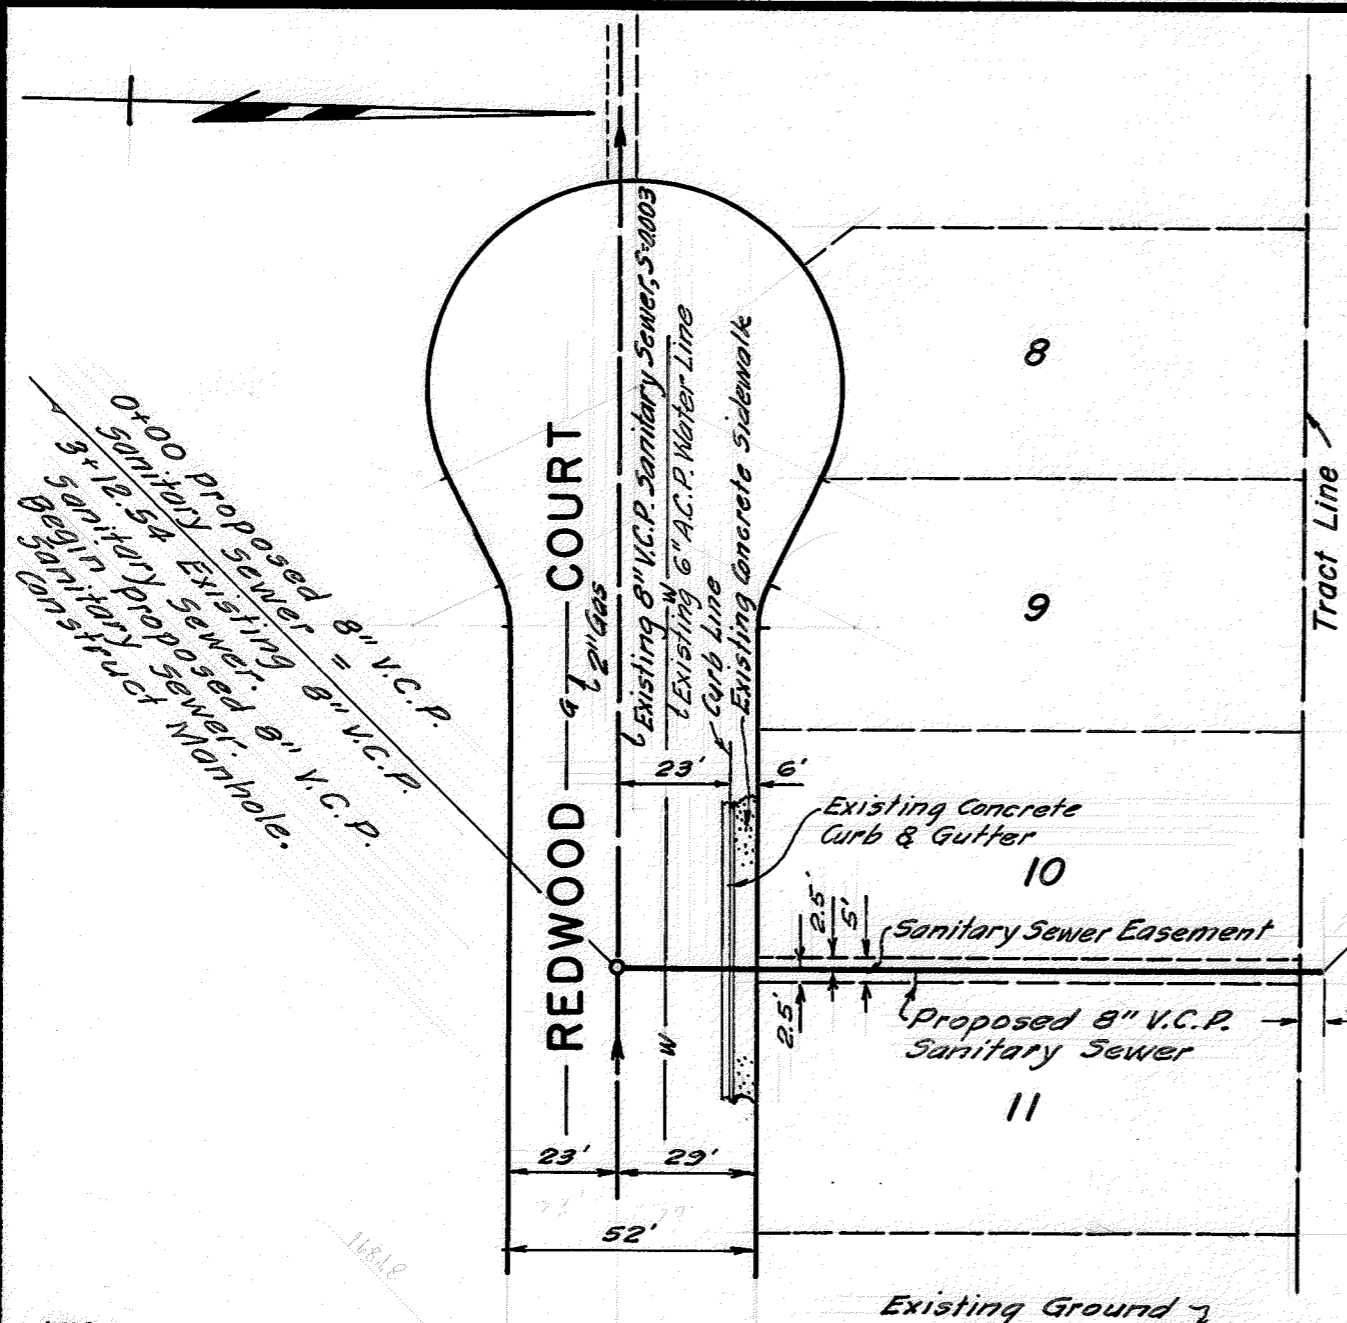 0+00 proposed 8" V.C.P.
Sanitary Sewer =
3+12.54 Existing 8" V.C.P.
Sanitary Sewer.
Begin proposed 8" V.C.P.
Sanitary Sewer.
Construct Manhole.
REDWOOD COURT
G
2" Gas
Existing 8" V.C.P. Sanitary Sewer, S=0.003
W
Existing 6" A.C.P. Water Line
Curb Line
Existing Concrete Sidewalk
8
9
Tract Line
23'
6'
Existing Concrete
Curb & Gutter
10
2.5'
5'
Sanitary Sewer Easement
2.5'
Proposed 8" V.C.P.
Sanitary Sewer
W
11
23'
29'
52'
11818
Existing Ground